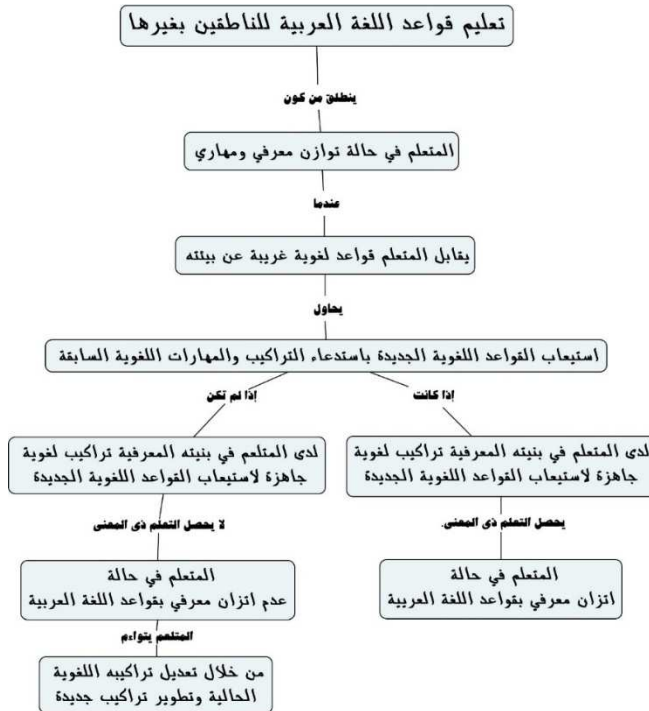 تعليم قواعد اللغة العربية للناطقين بغيرها
ينطلق من كون
المتعلم في حالة توازن معرفي ومهاري
عندما
يقابل المتعلم قواعد لغوية غريبة عن بيئته
يحاول
استيعاب القواعد اللغوية الجديدة باستدعاء التراكيب والمهارات اللغوية السابقة
إذا كانت
إذا لم تكن
لدى المتعلم في بنيته المعرفية تراكيب لغوية
جاهزة لاستيعاب القواعد اللغوية الجديدة
لدى المتلعم في بنيته المعرفية تراكيب لغوية
جاهزة لاستيعاب القواعد اللغوية الجديدة
يحصل التعلم ذى المعنى.
لا يحصل التعلم ذى المعنى
المتعلم في حالة
اتزان معرفي بقواعد اللغة العربية
المتعلم في حالة
عدم اتزان معرفي بقواعد اللغة العربية
المتلعم يتواءم
من خلال تعديل تراكيبه اللغوية
الحالية وتطوير تراكيب جديدة